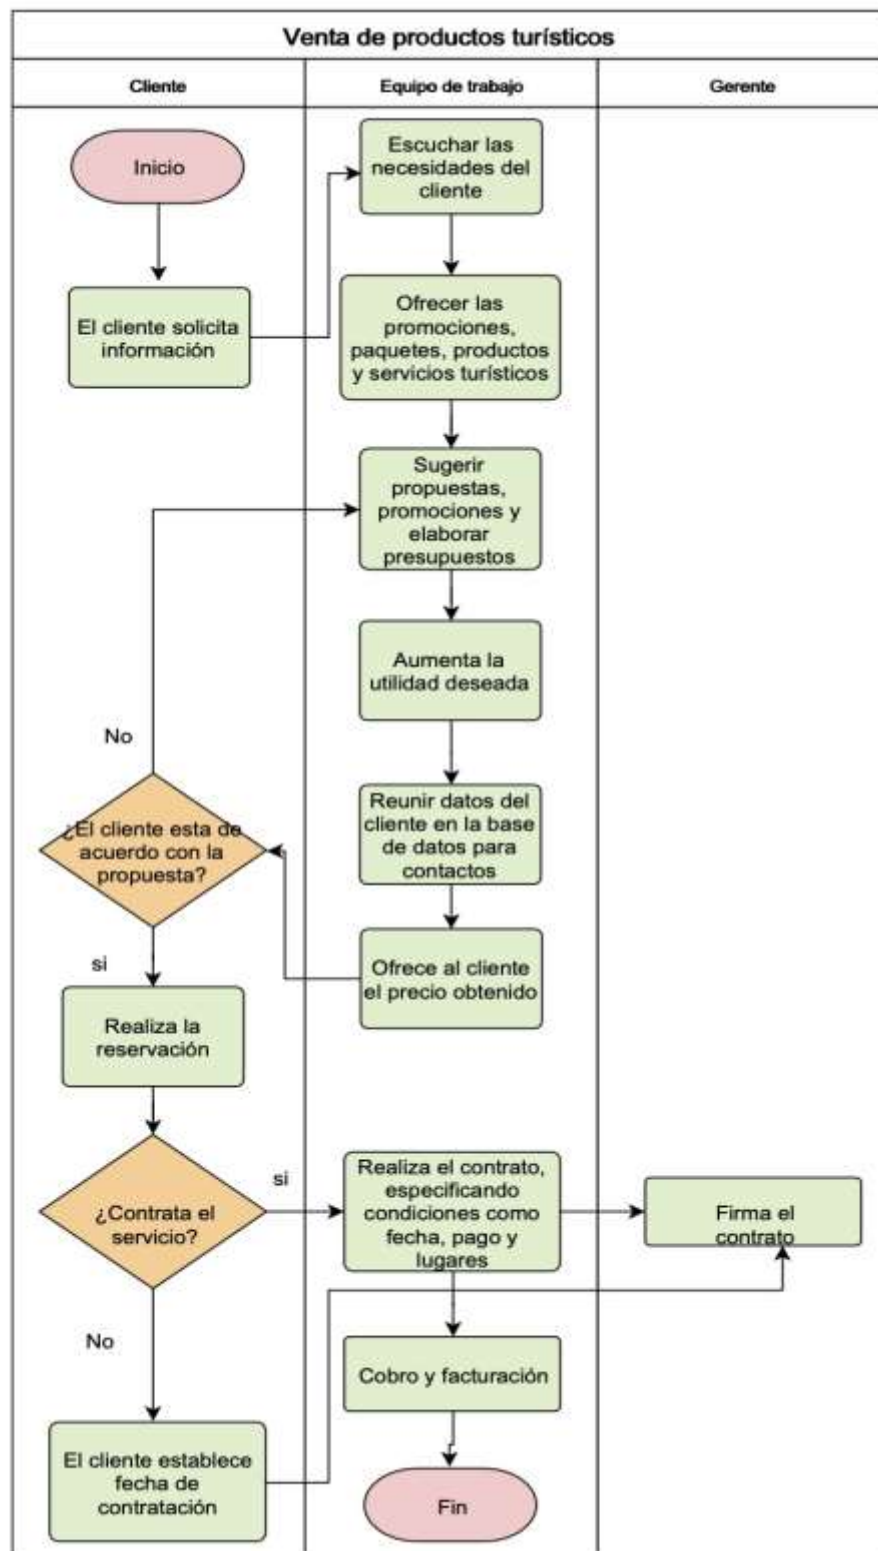 Venta de productos turísticos
Cliente
Equipo de trabajo
Gerente
Inicio
Escuchar las
necesidades del
cliente
El cliente solicita
información
Ofrecer las
promociones,
paquetes, productos
y servicios turísticos
Sugerir
propuestas,
promociones y
elaborar
presupuestos
Aumenta la
utilidad deseada
No
¿El cliente esta de
acuerdo con la
propuesta?
Reunir datos del
cliente en la base
de datos para
contactos
si
Ofrece al cliente
el precio obtenido
Realiza la
reservación
¿Contrata el
servicio?
si
Realiza el contrato,
especificando
condiciones como
fecha, pago y
lugares
Firma el
contrato
No
Cobro y facturación
El cliente establece
fecha de
contratación
Fin